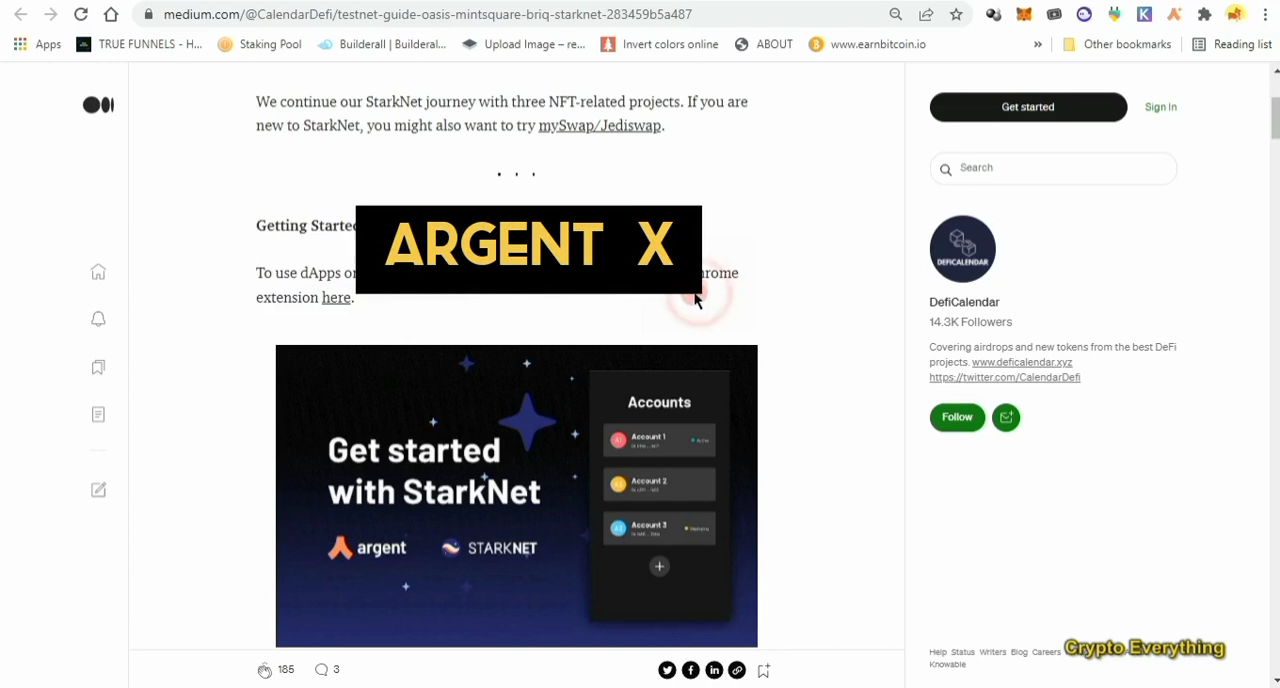 medium.com/@CalendarDefi/testnet-guide-oasis-mintsquare-briq-starknet-283459b5a487
Apps
TRUE FUNNELS - H...
Staking Pool
Builderall | Builderal...
Upload Image – re...
Invert colors online
ABOUT
www.earnbitcoin.io
»
Other bookmarks
Reading list
We continue our StarkNet journey with three NFT-related projects. If you are
new to StarkNet, you might also want to try mySwap/Jediswap.
. . .
Getting Started
ARGENT X
To use dApps
extension here.
Get started
with StarkNet
argent
STARKNET
Accounts
Account 1
Account 2
Account 3
+
185
3
Get started
Sign In
Search
DEFICALENDAR
DefiCalendar
14.3K Followers
Covering airdrops and new tokens from the best DeFi
projects. www.deficalendar.xyz
https://twitter.com/CalendarDefi
Follow
Help Status Writers Blog Careers
Knowable
Crypto Everything